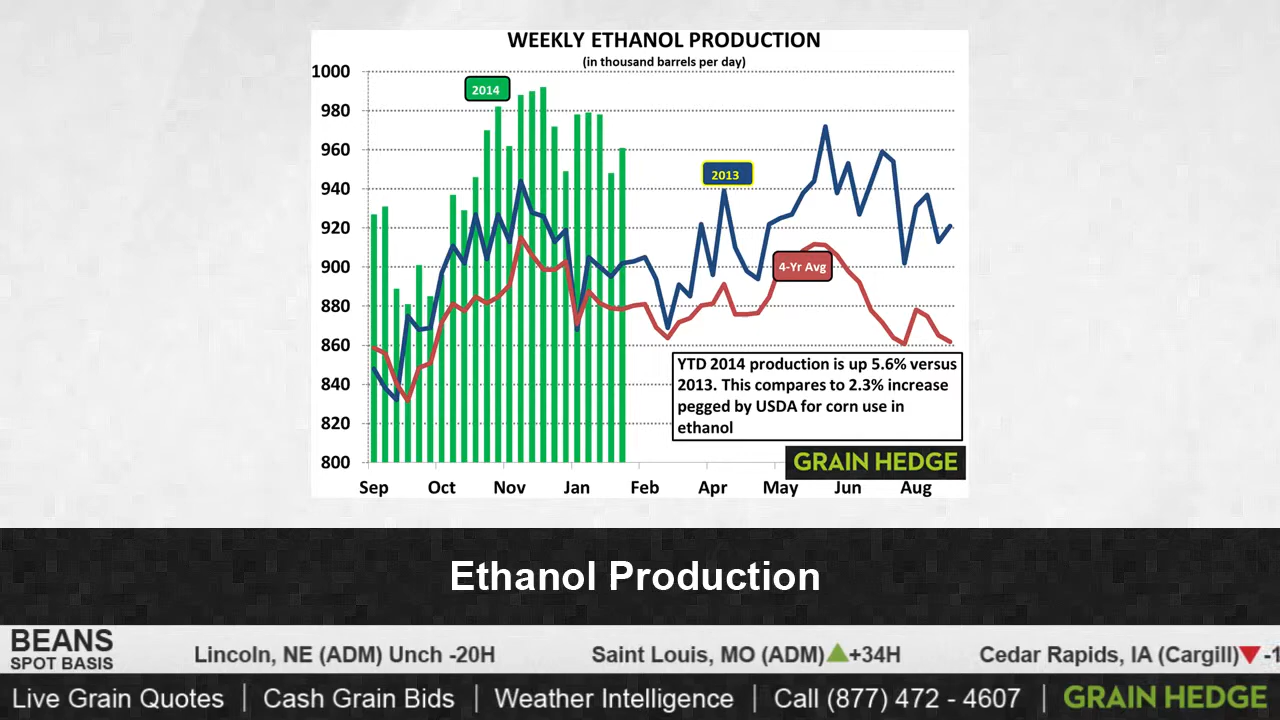 WEEKLY ETHANOL PRODUCTION
(in thousand barrels per day)
1000
980
960
940
920
900
880
860
840
820
800
2014
2013
4-Yr Avg
YTD 2014 production is up 5.6% versus
2013. This compares to 2.3% increase
pegged by USDA for corn use in
ethanol
GRAIN HEDGE
Sep Oct Nov Jan Feb Apr May Jun Aug
Ethanol Production
BEANS
SPOT BASIS
Lincoln, NE (ADM) Unch -20H Saint Louis, MO (ADM) +34H Cedar Rapids, IA (Cargill) -1
Live Grain Quotes | Cash Grain Bids | Weather Intelligence | Call (877) 472 - 4607 | GRAIN HEDGE